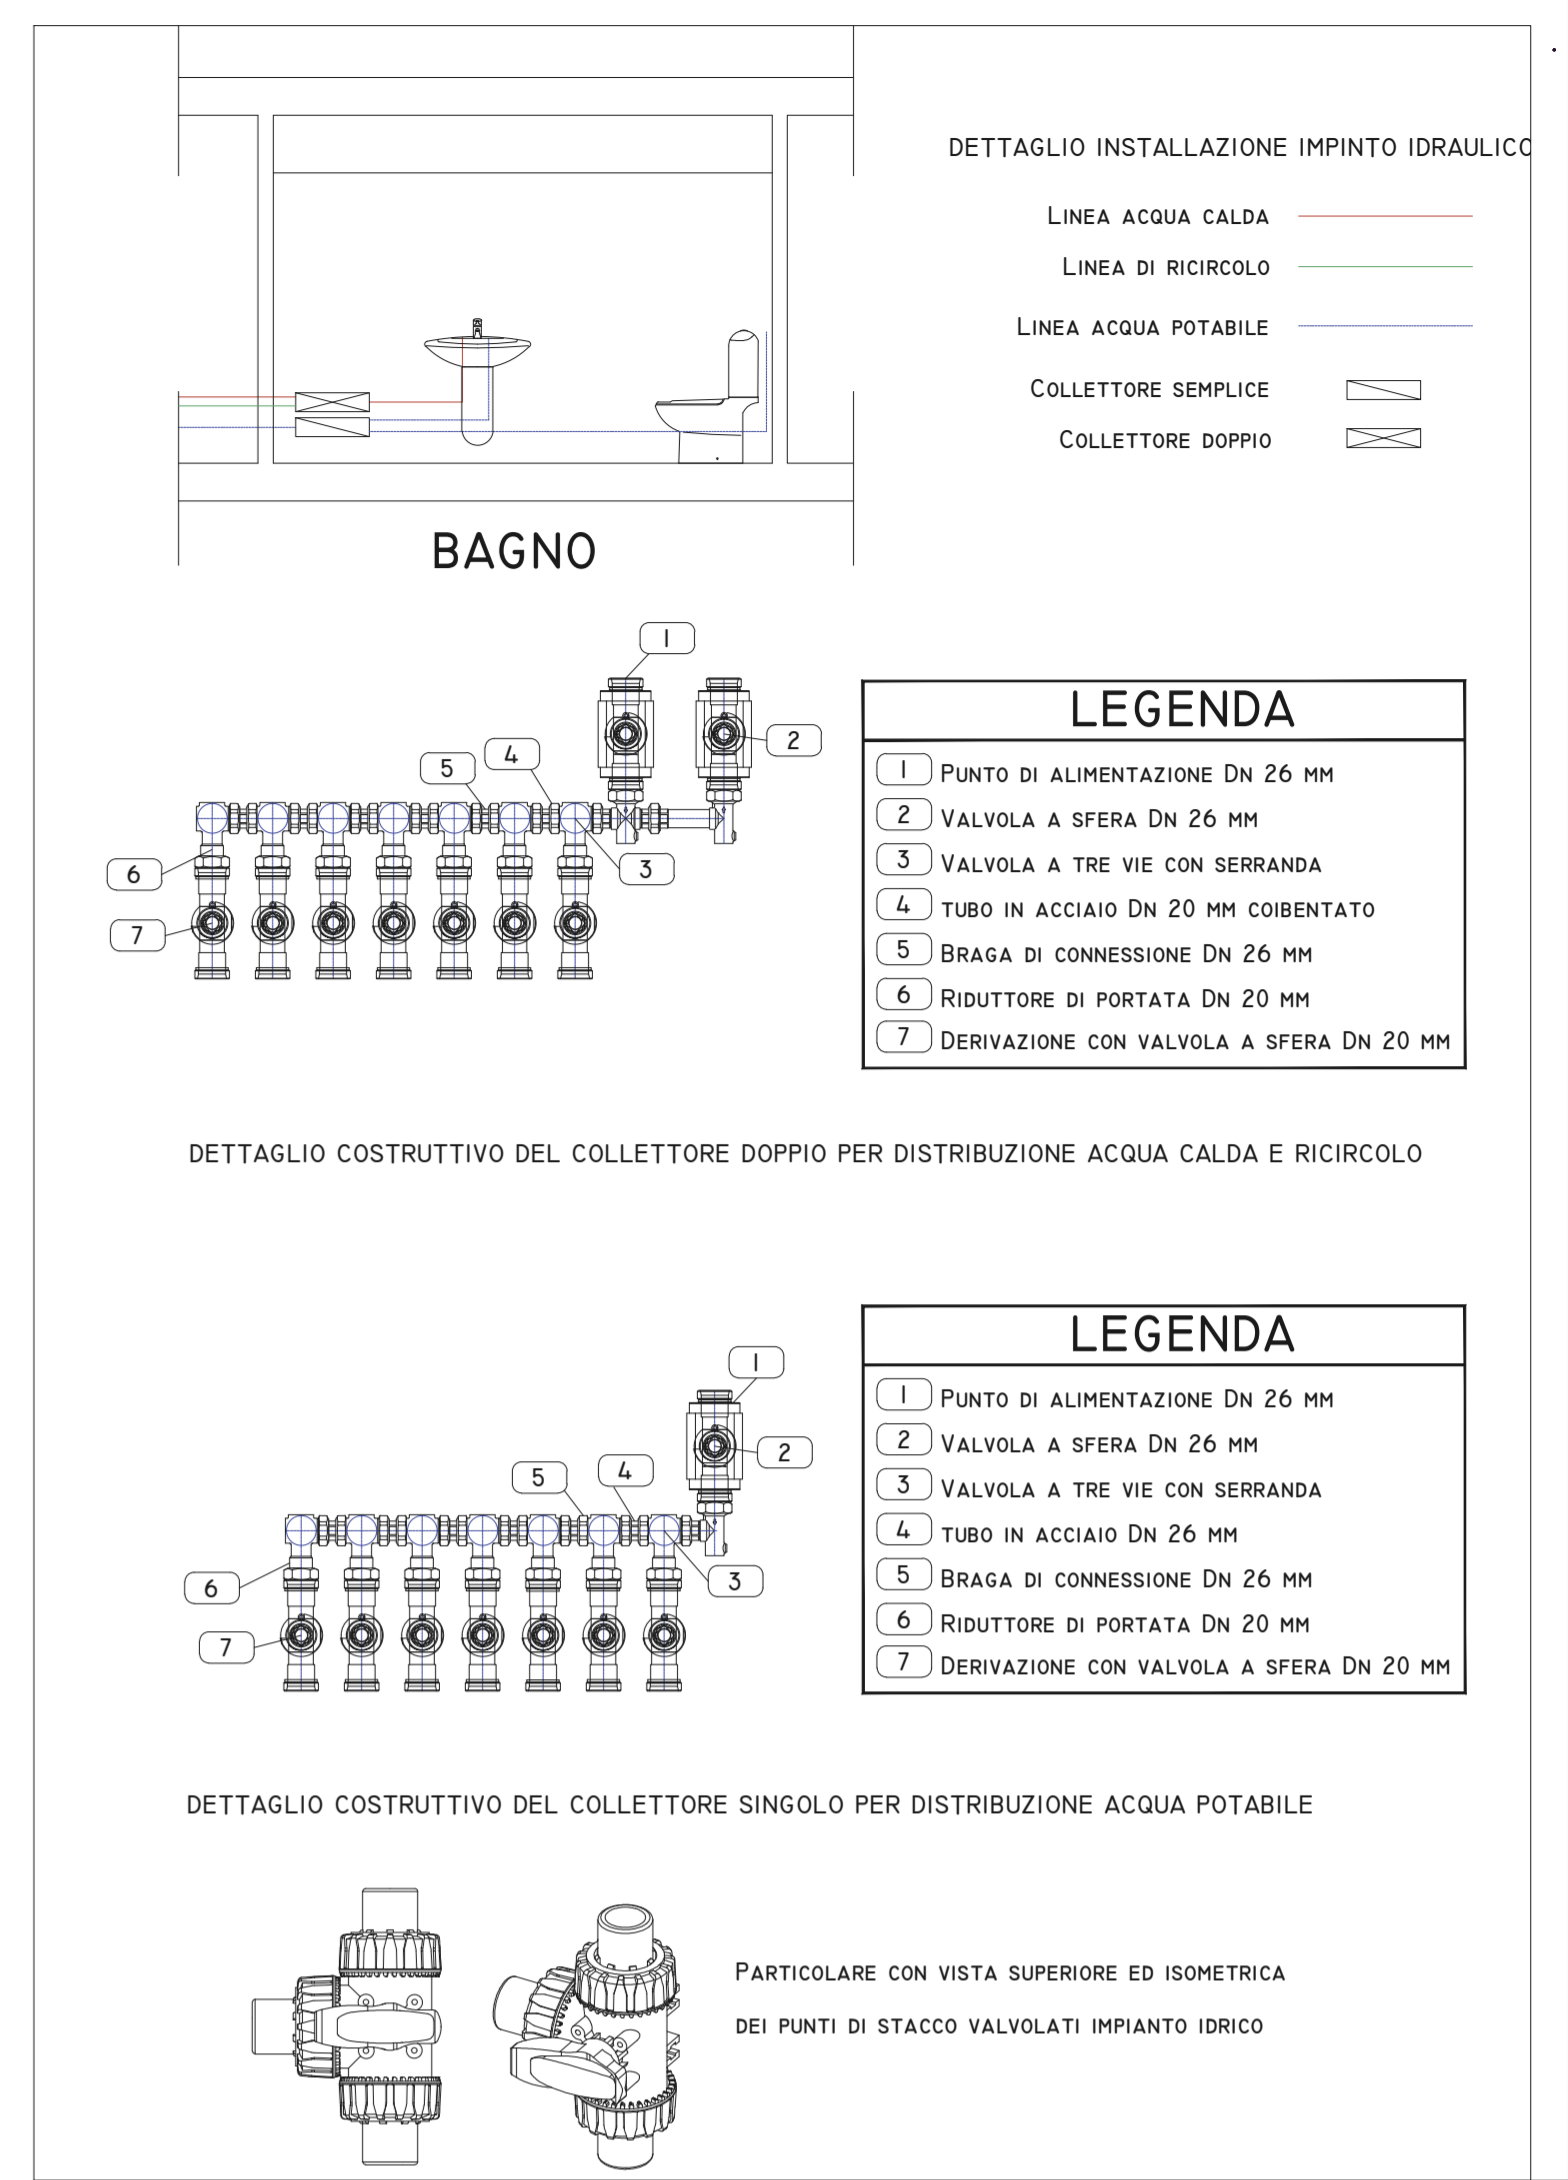 DETTAGLIO INSTALLAZIONE IMPINTO IDRAULICO
LINEA ACQUA CALDA
LINEA DI RICIRCOLO
LINEA ACQUA POTABILE
COLLETTORE SEMPLICE
COLLETTORE DOPPIO
BAGNO
1
2
4
5
3
6
7
LEGENDA
1 PUNTO DI ALIMENTAZIONE DN 26 MM
2 VALVOLA A SFERA DN 26 MM
3 VALVOLA A TRE VIE CON SERRANDA
4 TUBO IN ACCIAIO DN 20 MM COIBENTATO
5 BRAGA DI CONNESSIONE DN 26 MM
6 RIDUTTORE DI PORTATA DN 20 MM
7 DERIVAZIONE CON VALVOLA A SFERA DN 20 MM
DETTAGLIO COSTRUTTIVO DEL COLLETTORE DOPPIO PER DISTRIBUZIONE ACQUA CALDA E RICIRCOLO
1
2
4
5
3
6
7
LEGENDA
1 PUNTO DI ALIMENTAZIONE DN 26 MM
2 VALVOLA A SFERA DN 26 MM
3 VALVOLA A TRE VIE CON SERRANDA
4 TUBO IN ACCIAIO DN 26 MM
5 BRAGA DI CONNESSIONE DN 26 MM
6 RIDUTTORE DI PORTATA DN 20 MM
7 DERIVAZIONE CON VALVOLA A SFERA DN 20 MM
DETTAGLIO COSTRUTTIVO DEL COLLETTORE SINGOLO PER DISTRIBUZIONE ACQUA POTABILE
PARTICOLARE CON VISTA SUPERIORE ED ISOMETRICA
DEI PUNTI DI STACCO VALVOLATI IMPIANTO IDRICO